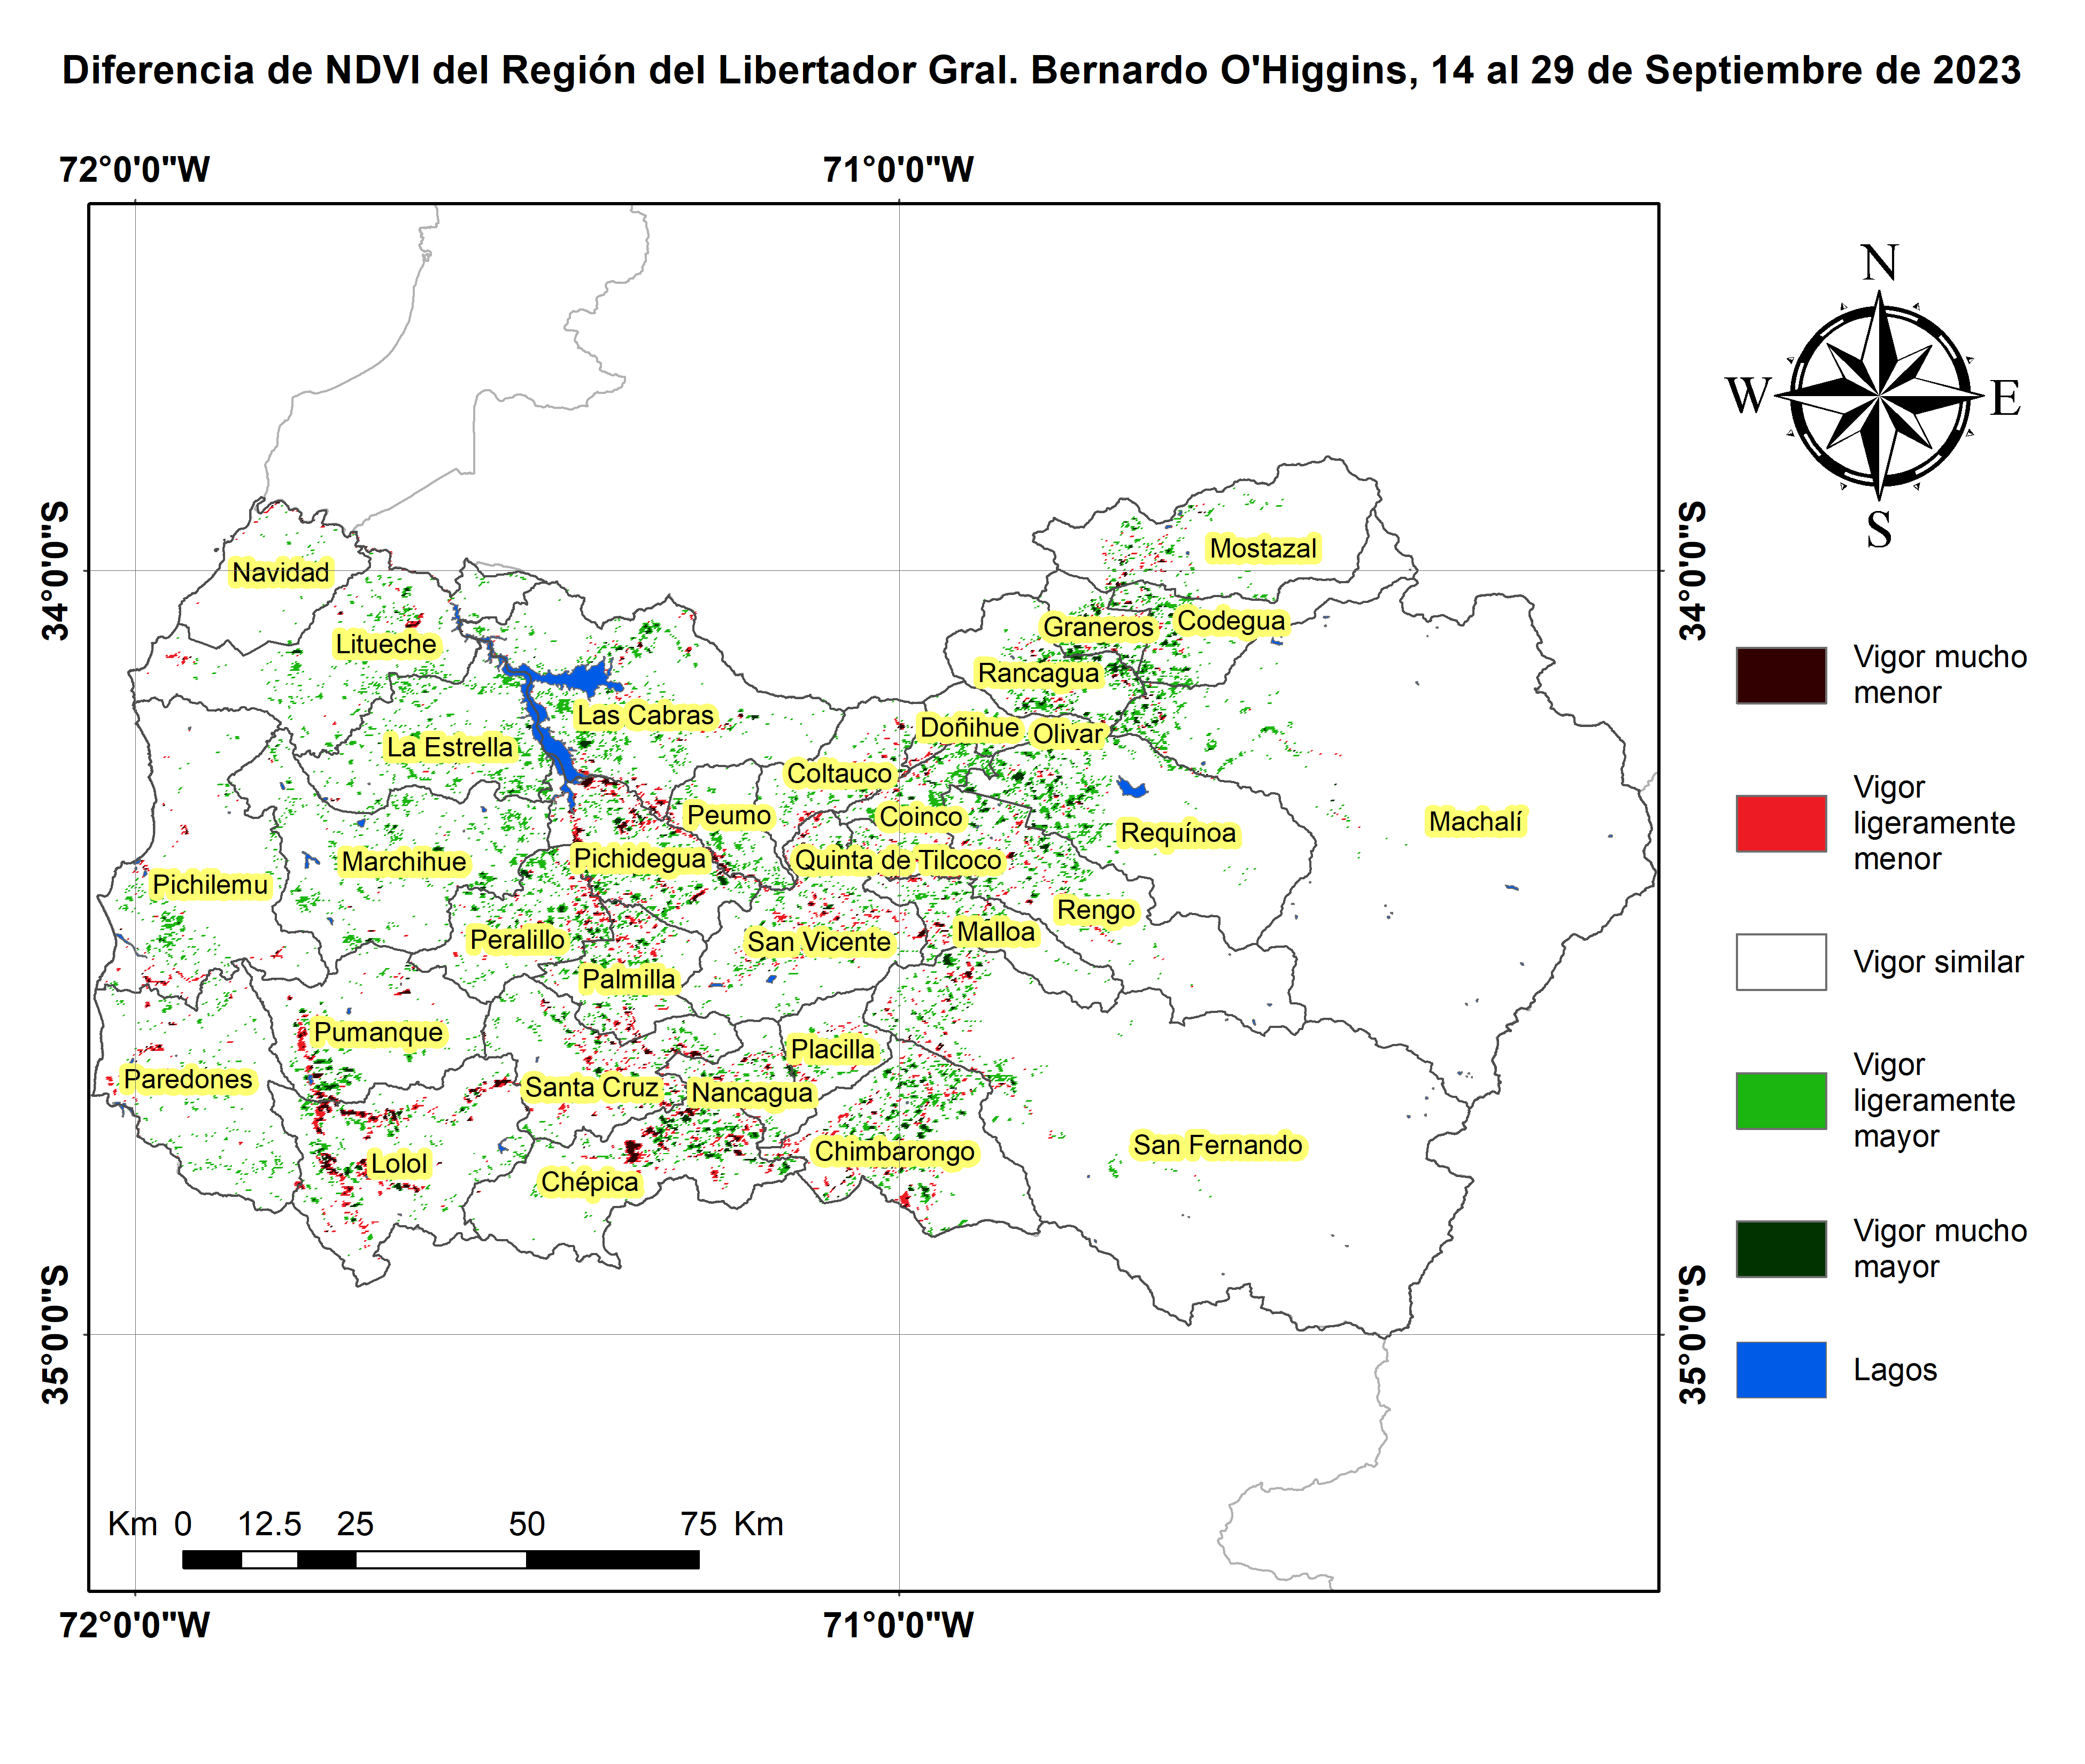 Diferencia de NDVI del Región del Libertador Gral. Bernardo O'Higgins, 14 al 29 de Septiembre de 2023
72°0'0"W
71°0'0"W
N
W
E
S
34°0'0"S
34°0'0"S
Mostazal
Navidad
Codegua
Graneros
Litueche
Rancagua
Las Cabras
Doñihue
Olivar
La Estrella
Coltauco
Peumo
Coinco
Machalí
Requínoa
Pichidegua
Quinta de Tilcoco
Marchihue
Pichilemu
Rengo
Malloa
Peralillo
San Vicente
Palmilla
Pumanque
Placilla
Paredones
Santa Cruz
Nancagua
San Fernando
Chimbarongo
Lolol
Chépica
Vigor mucho
menor
Vigor
ligeramente
menor
Vigor similar
Vigor
ligeramente
mayor
Vigor mucho
mayor
Lagos
35°0'0"S
35°0'0"S
Km 0 12.5 25 50 75 Km
72°0'0"W
71°0'0"W